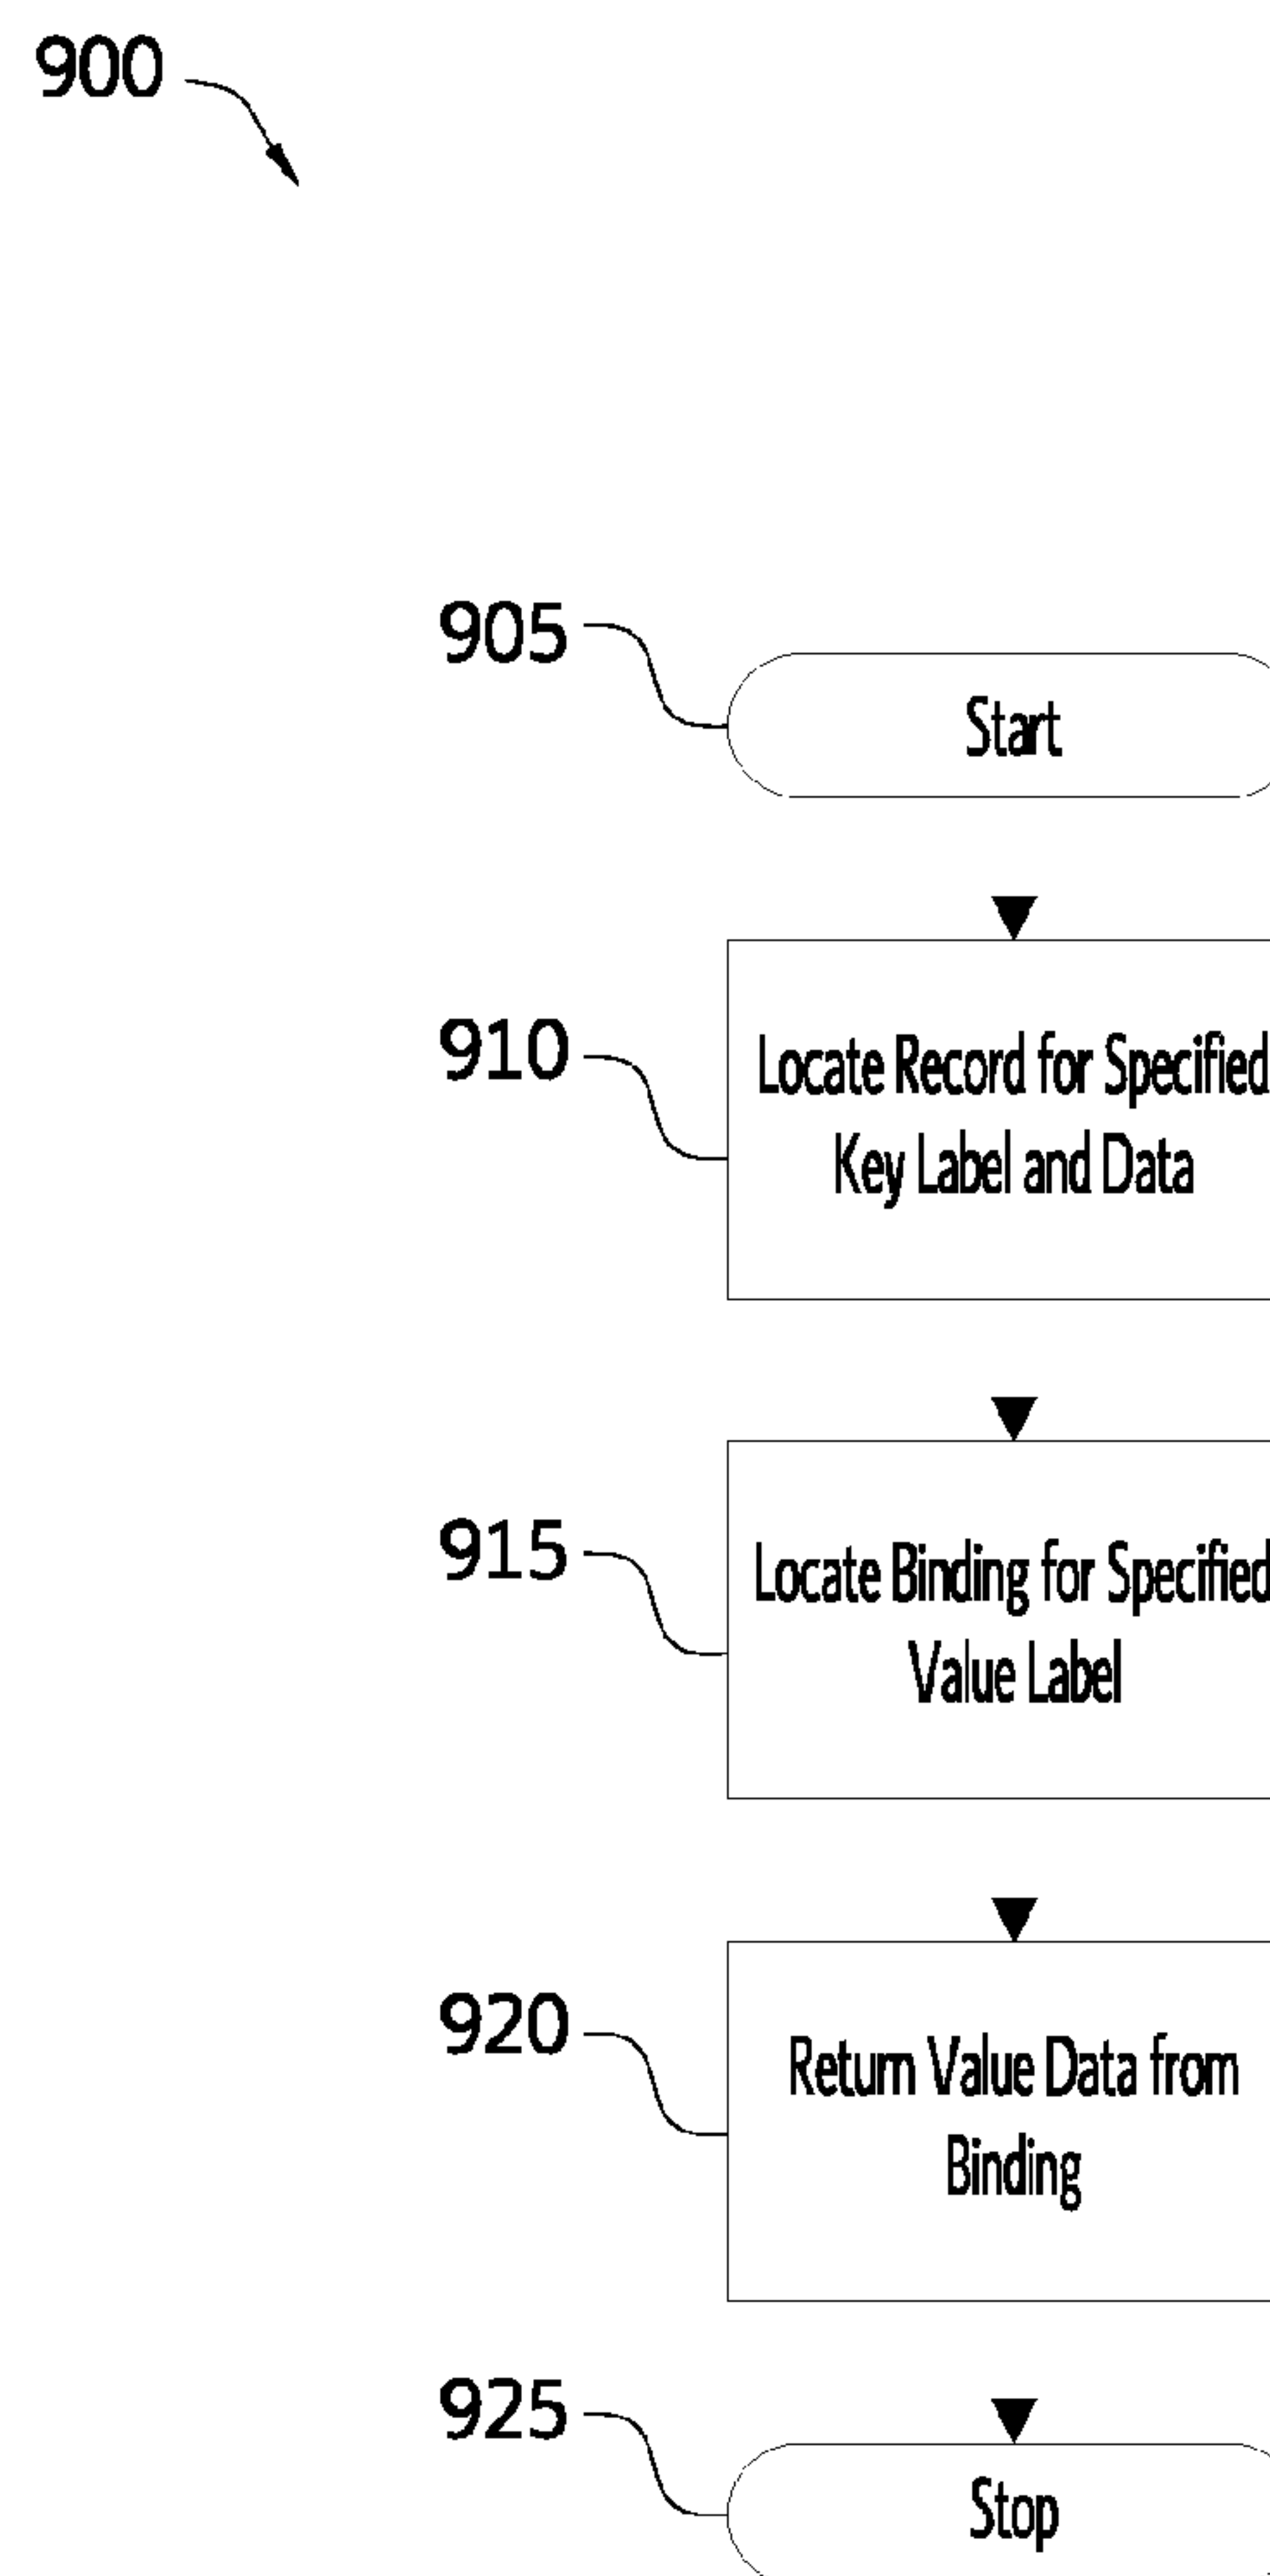 900
905
Start
910
Locate Record for Specified
Key Label and Data
915
Locate Binding for Specified
Value Label
920
Return Value Data from
Binding
925
Stop